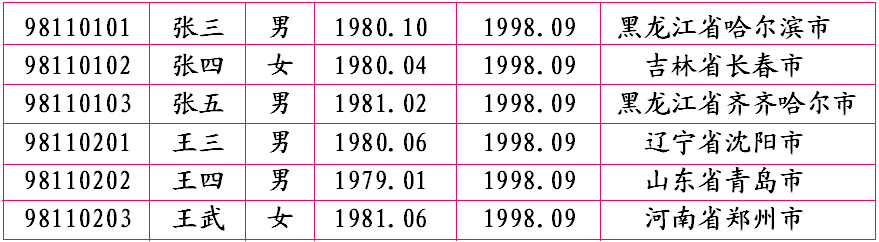 98110101 张三 男 1980.10 1998.09 黑龙江省哈尔滨市
98110102 张四 女 1980.04 1998.09 吉林省长春市
98110103 张五 男 1981.02 1998.09 黑龙江省齐齐哈尔市
98110201 王三 男 1980.06 1998.09 辽宁省沈阳市
98110202 王四 男 1979.01 1998.09 山东省青岛市
98110203 王武 女 1981.06 1998.09 河南省郑州市